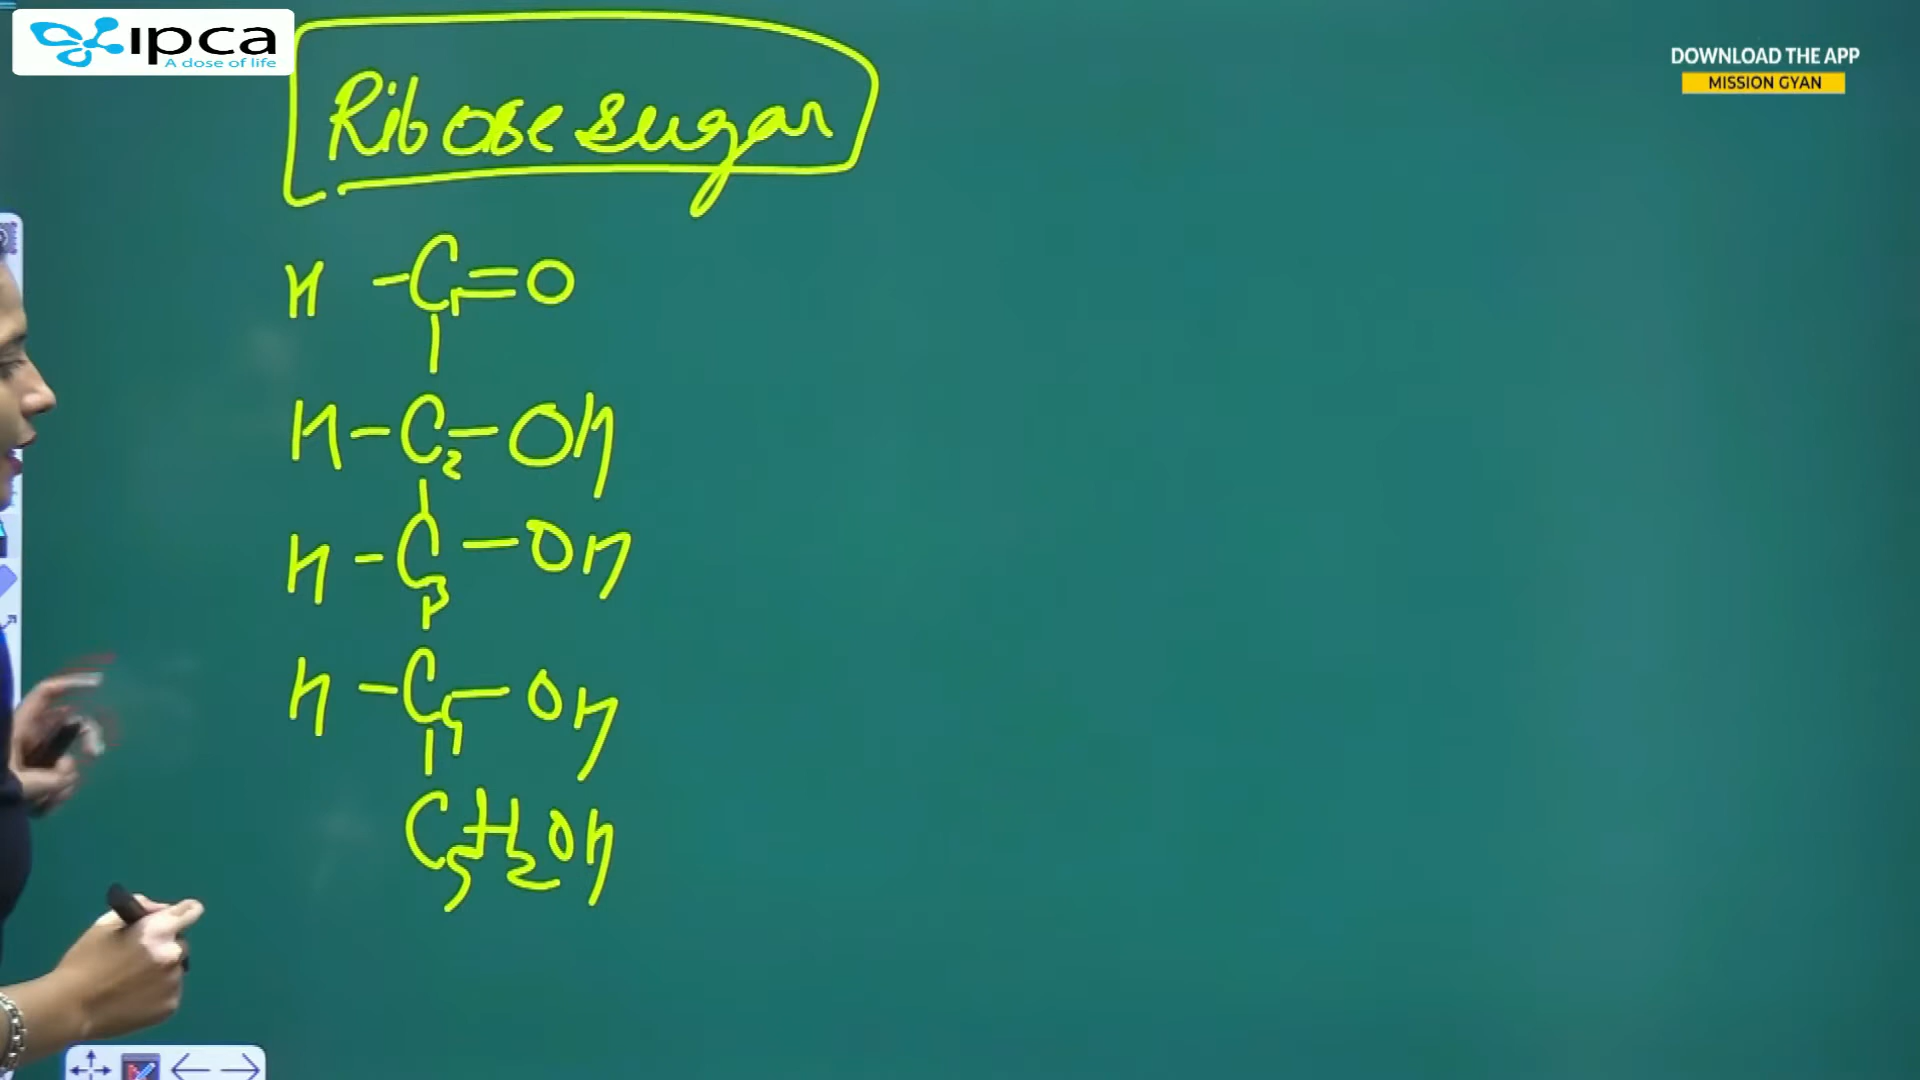 ipca
A dose of life
DOWNLOAD THE APP
MISSION GYAN
Ribose sugar
H -C1=O
H-C2-OH
H-C3-OH
H-C4-OH
C5H2OH